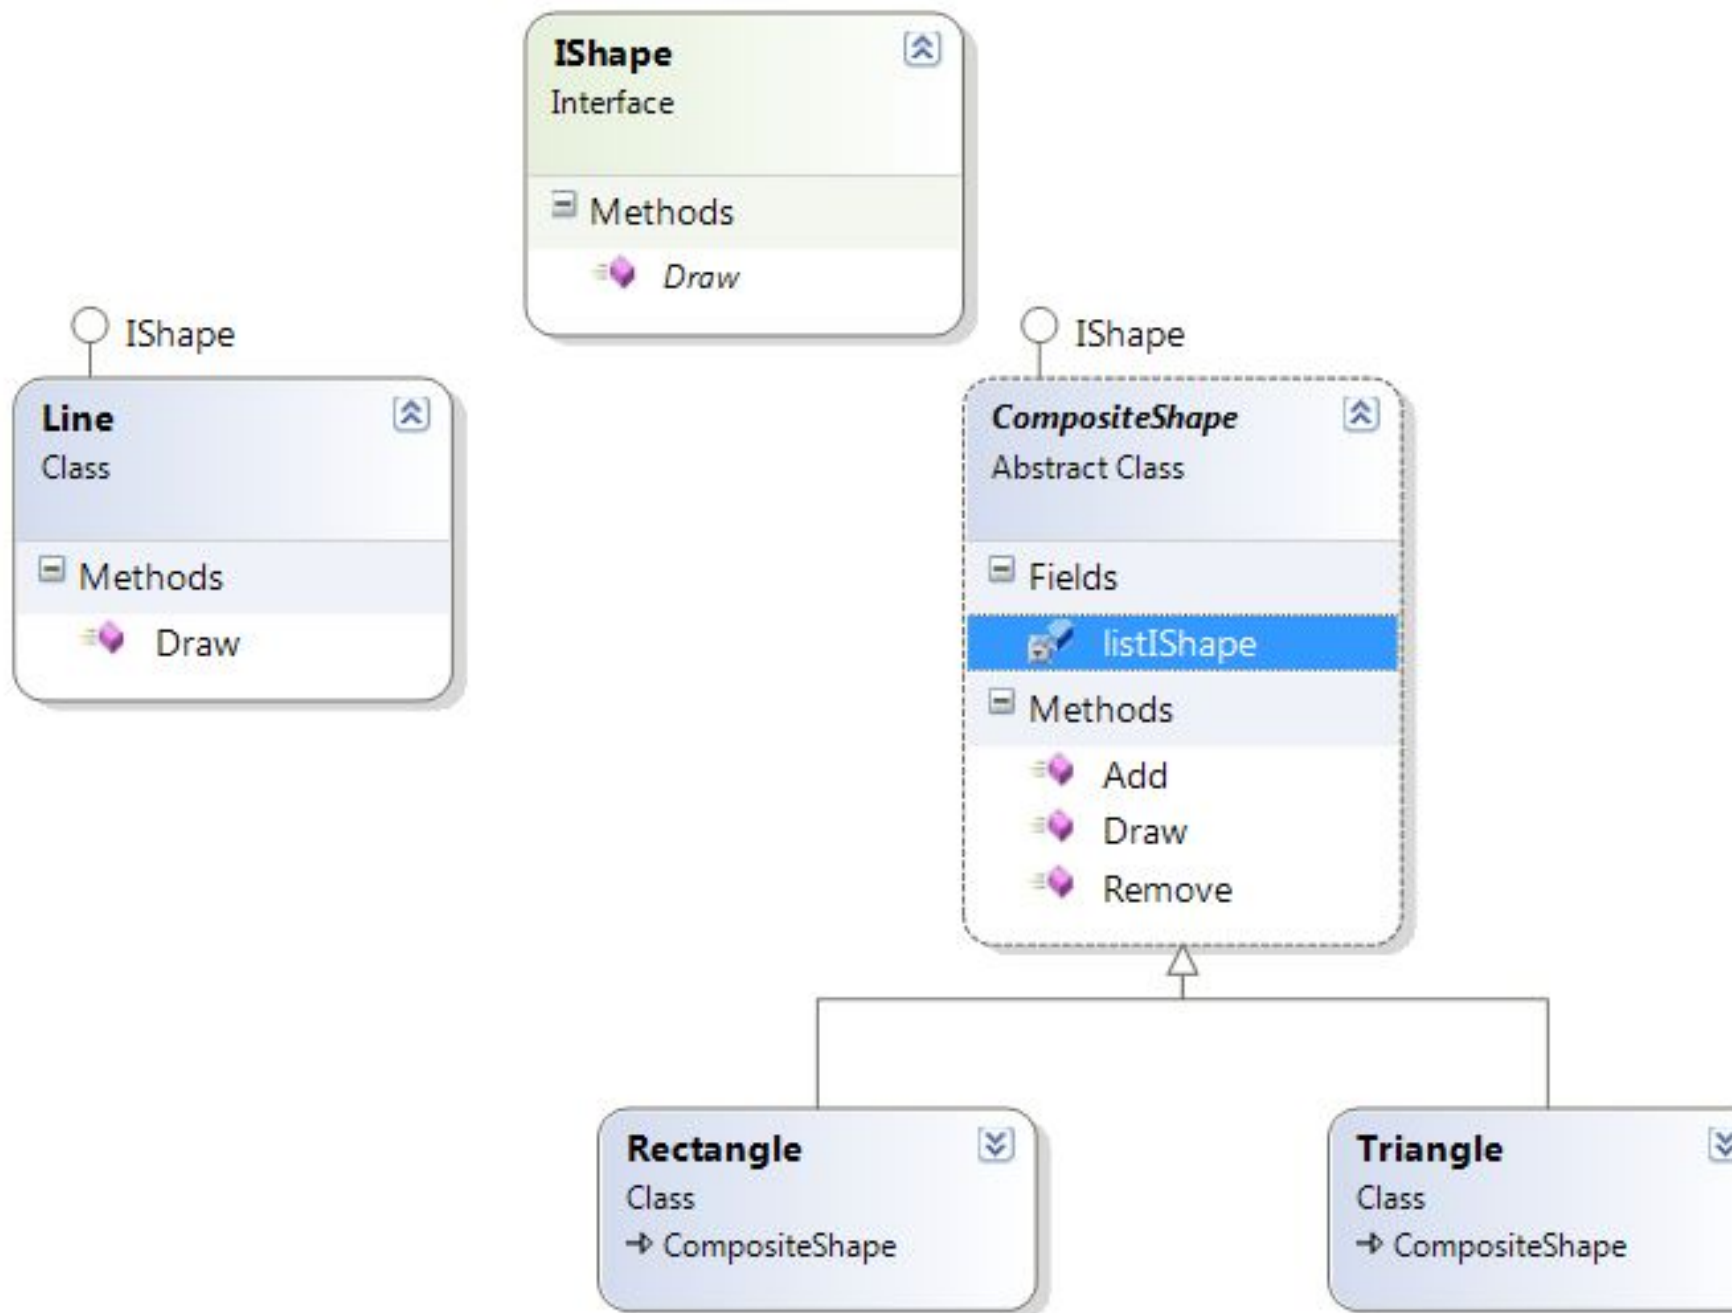 IShape
Interface
Methods
Draw
IShape
Line
Class
Methods
Draw
IShape
CompositeShape
Abstract Class
Fields
listIShape
Methods
Add
Draw
Remove
Rectangle
Class
CompositeShape
Triangle
Class
CompositeShape